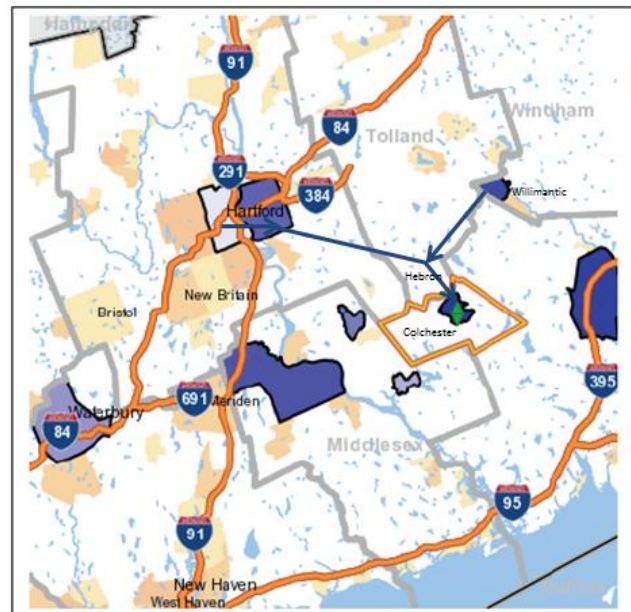 Hampden
91
84
Tolland
Windham
291
Willimantic
384
Hartford
Hebron
New Britain
Bristol
Colchester
395
691
Meriden
Waterbury
84
Middlesex
95
91
New Haven
West Haven